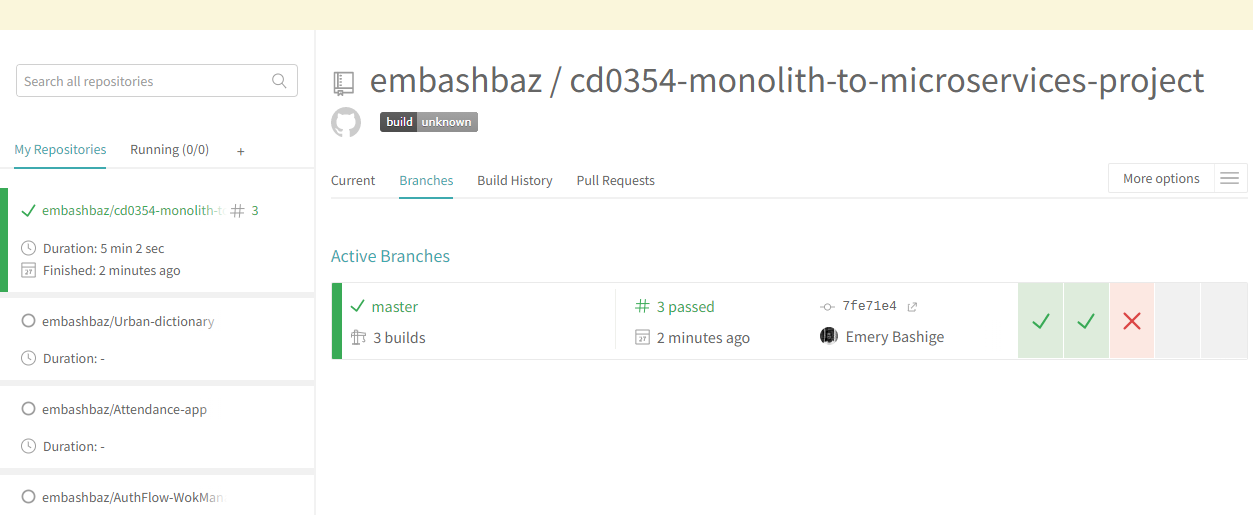 Search all repositories
My Repositories
Running (0/0)
+
embashbaz/cd0354-monolith-t
# 3
Duration: 5 min 2 sec
27 Finished: 2 minutes ago
embashbaz/Urban-dictionary
Duration: -
embashbaz/Attendance-app
Duration: -
embashbaz/AuthFlow-WokMan
embashbaz / cd0354-monolith-to-microservices-project
build unknown
Current
Branches
Build History
Pull Requests
More options
Active Branches
master
# 3 passed
7fe71e4
3 builds
27 2 minutes ago
Emery Bashige